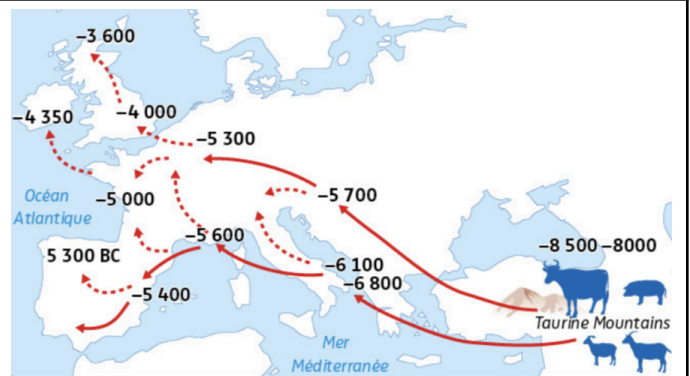 –3 600
–4 350
–4 000
–5 300
Océan
Atlantique
–5 000
–5 700
5 300 BC
–5 600
–8 500 –8000
–6 100
–6 800
–5 400
Taurine Mountains
Mer
Méditerranée